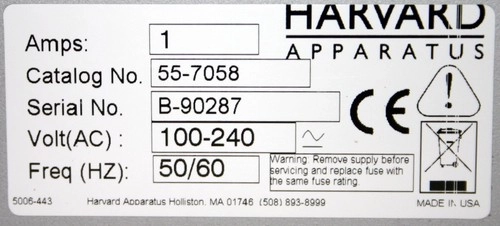 HARVARD
APPARATUS
Amps: 1
Catalog No. 55-7058
Serial No. B-90287
Volt(AC) : 100-240 ~
Freq (HZ): 50/60
Warning: Remove supply before
servicing and replace fuse with
the same fuse rating.
CE
!
5006-443 Harvard Apparatus Holliston, MA 01746 (508) 893-8999 MADE IN USA